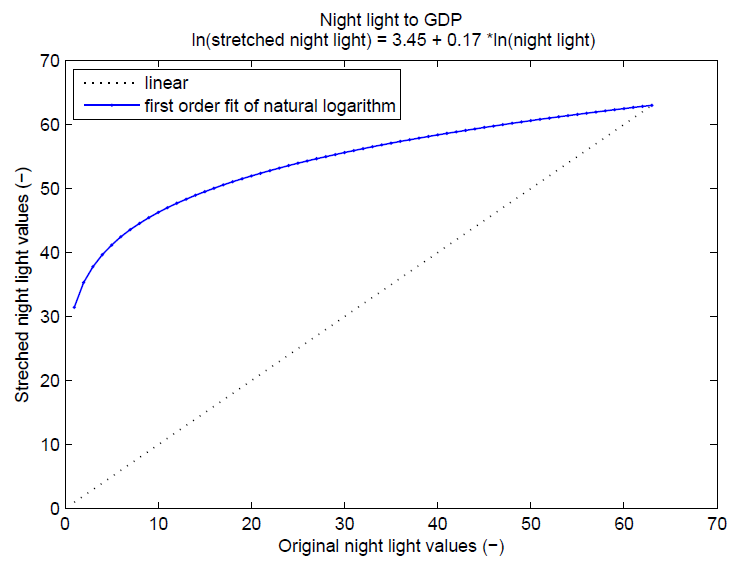 Night light to GDP
ln(stretched night light) = 3.45 + 0.17 *ln(night light)
linear
first order fit of natural logarithm
70
60
50
40
30
20
10
0
Streched night light values (−)
0 10 20 30 40 50 60 70
Original night light values (−)